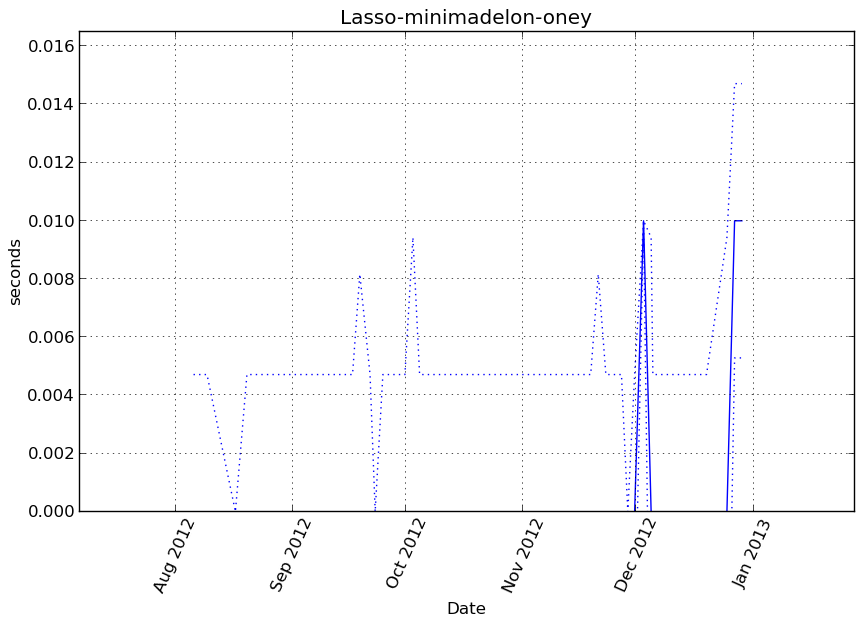 Lasso-minimadelon-oney
0.016
0.014
0.012
0.010
0.008
0.006
0.004
0.002
0.000
seconds
Aug 2012
Sep 2012
Oct 2012
Nov 2012
Dec 2012
Jan 2013
Date